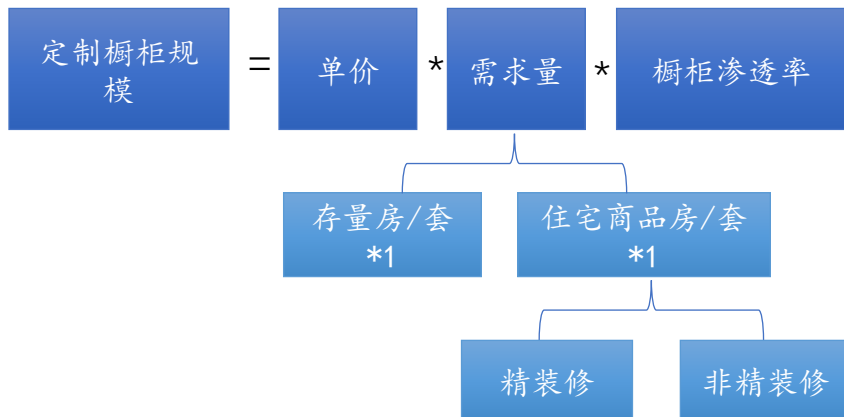 定制橱柜规
模
=
单价
*
需求量
*
橱柜渗透率
存量房/套
*1
住宅商品房/套
*1
精装修
非精装修